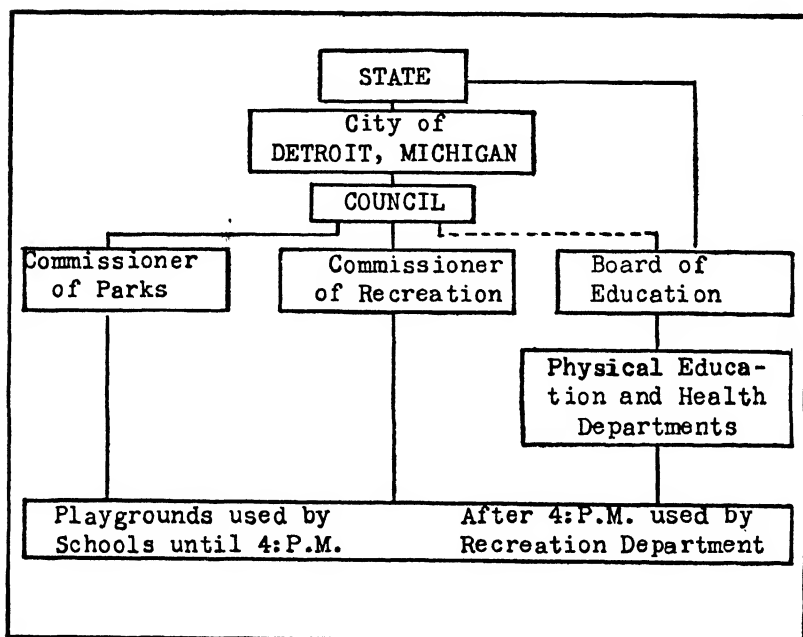 STATE
City of
DETROIT, MICHIGAN
COUNCIL
Commissioner
of Parks
Commissioner
of Recreation
Board of
Education
Physical Educa-
tion and Health
Departments
Playgrounds used by
Schools until 4:P.M.
After 4:P.M. used by
Recreation Department